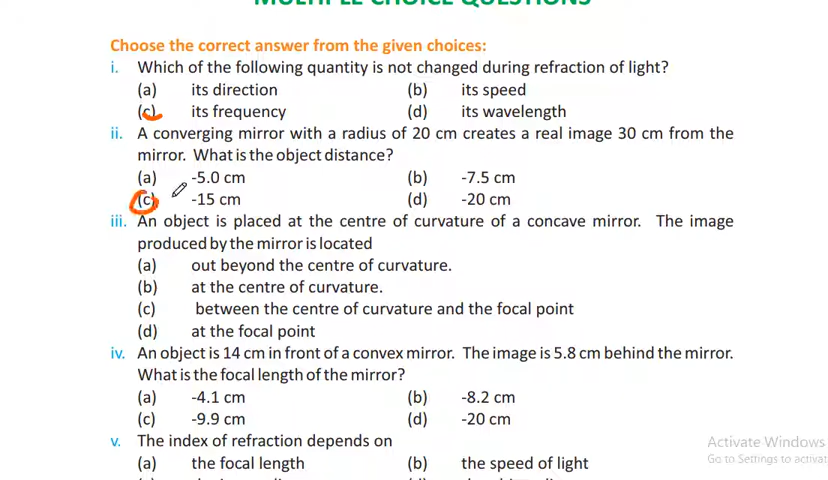 MULTIPLE CHOICE QUESTIONS
Choose the correct answer from the given choices:
i. Which of the following quantity is not changed during refraction of light?
(a) its direction (b) its speed
(c) its frequency (d) its wavelength
ii. A converging mirror with a radius of 20 cm creates a real image 30 cm from the
mirror. What is the object distance?
(a) -5.0 cm (b) -7.5 cm
(c) -15 cm (d) -20 cm
iii. An object is placed at the centre of curvature of a concave mirror. The image
produced by the mirror is located
(a) out beyond the centre of curvature.
(b) at the centre of curvature.
(c) between the centre of curvature and the focal point
(d) at the focal point
iv. An object is 14 cm in front of a convex mirror. The image is 5.8 cm behind the mirror.
What is the focal length of the mirror?
(a) -4.1 cm (b) -8.2 cm
(c) -9.9 cm (d) -20 cm
v. The index of refraction depends on
(a) the focal length (b) the speed of light
Activate Windows
Go to Settings to activat